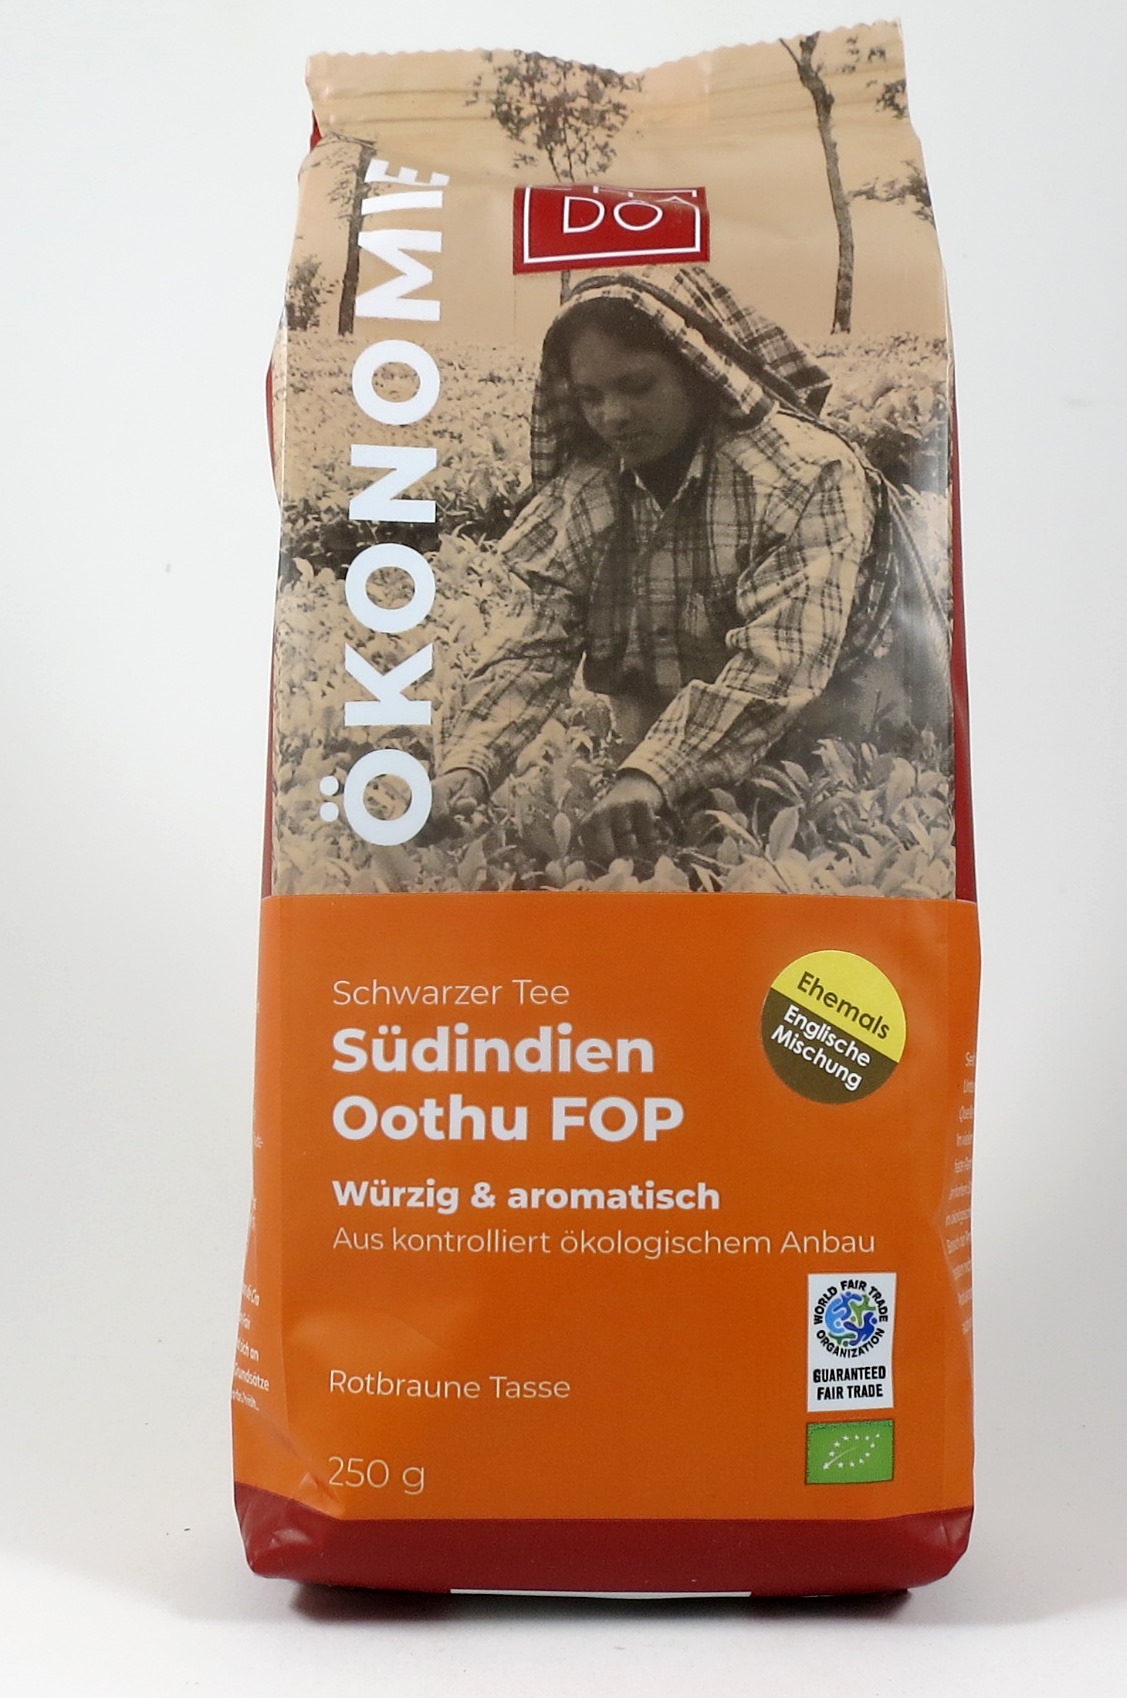 DO
ÖKONOMIE
Schwarzer Tee
Südindien
Oothu FOP
Ehemals
Englische
Mischung
Würzig & aromatisch
Aus kontrolliert ökologischem Anbau
WORLD FAIR TRADE
ORGANIZATION
GUARANTEED
FAIR TRADE
Rotbraune Tasse
250 g